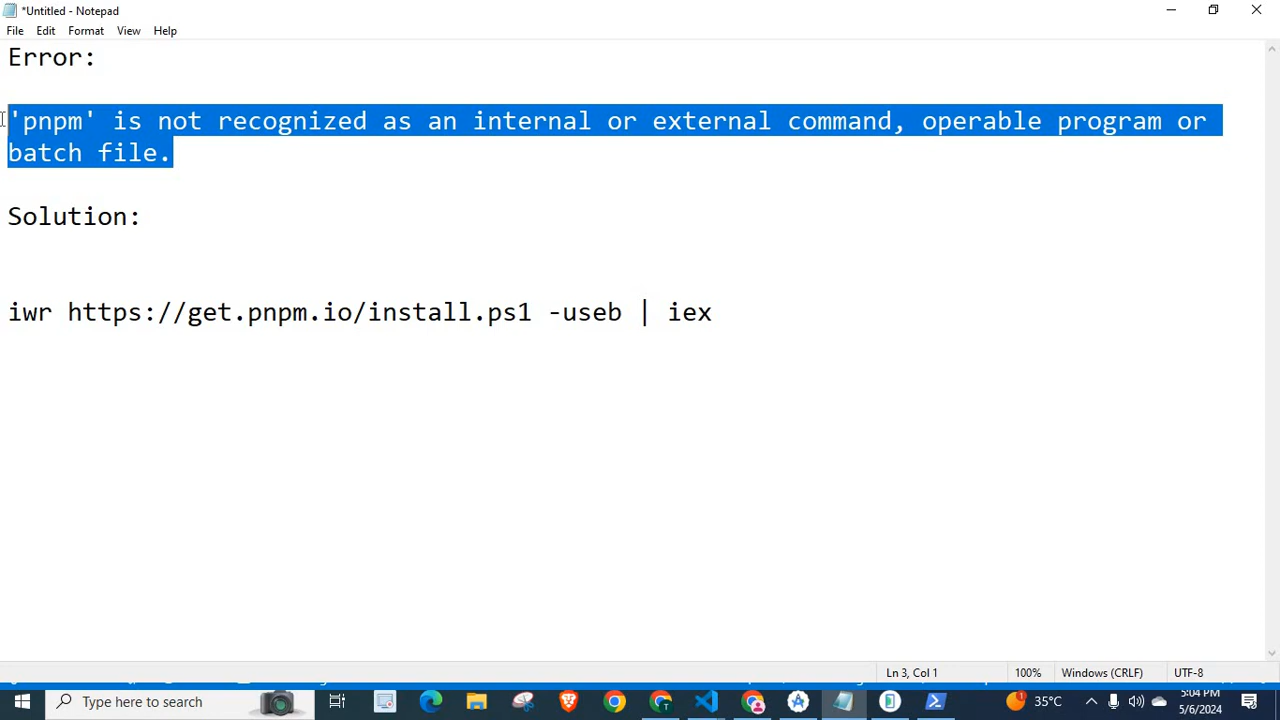 *Untitled - Notepad
File Edit Format View Help
Error:
'pnpm' is not recognized as an internal or external command, operable program or
batch file.
Solution:
iwr https://get.pnpm.io/install.ps1 -useb | iex
Ln 3, Col 1 100% Windows (CRLF) UTF-8
Type here to search
35°C
5:04 PM
5/6/2024